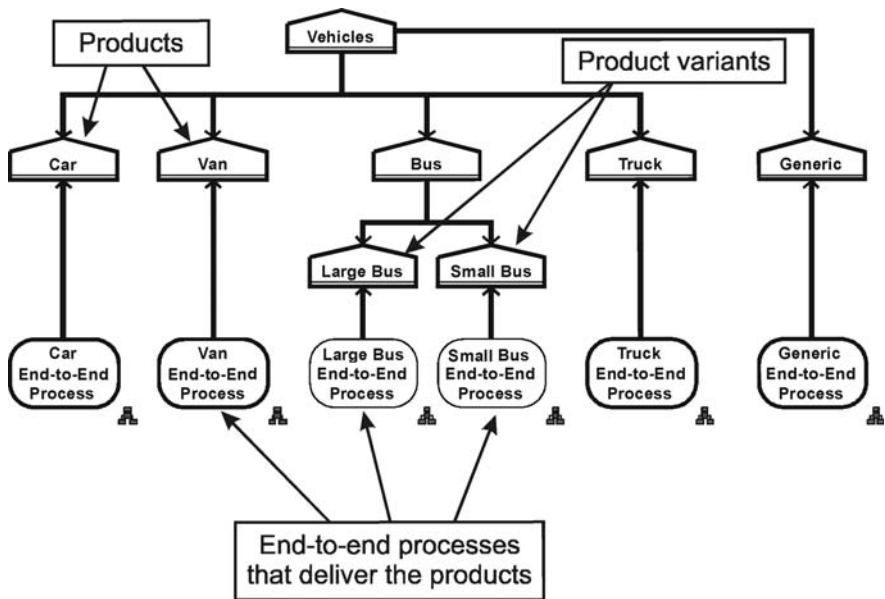 Vehicles
Products
Product variants
Car
Van
Bus
Truck
Generic
Large Bus
Small Bus
Car
End-to-End
Process
Van
End-to-End
Process
Large Bus
End-to-End
Process
Small Bus
End-to-End
Process
Truck
End-to-End
Process
Generic
End-to-End
Process
End-to-end processes
that deliver the products